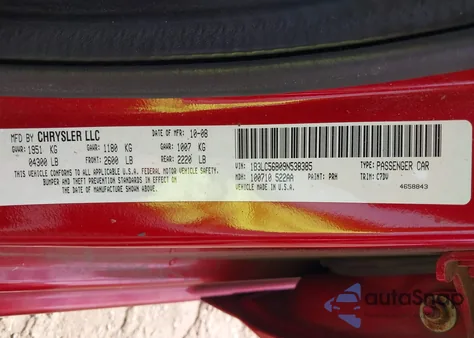 MFD BY CHRYSLER LLC DATE OF MFR: 10-08
GVWR: 1951 KG GAWR: 1180 KG GAWR: 1007 KG
04300 LB FRONT: 2600 LB REAR: 2220 LB
THIS VEHICLE CONFORMS TO ALL APPLICABLE U.S.A. FEDERAL MOTOR VEHICLE SAFETY,
BUMPER AND THEFT PREVENTION STANDARDS IN EFFECT ON
THE DATE OF MANUFACTURE SHOWN ABOVE.
VIN: 1B3LC56B09N538385 TYPE: PASSENGER CAR
MDH: 100710 522AA PAINT: PRH TRIM: C7DV
VEHICLE MADE IN U.S.A. 4658043
AutoSnap